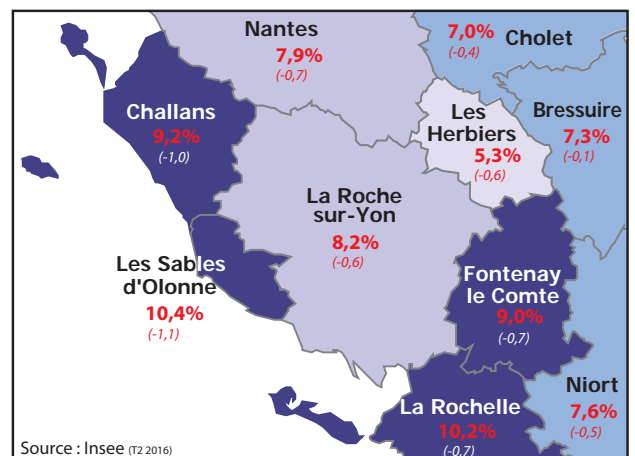 Nantes
7,9%
(-0,7)
7,0%
(-0,4)
Cholet
Challans
9,2%
(-1,0)
Les
Herbiers
5,3%
(-0,6)
Bressuire
7,3%
(-0,1)
La Roche
sur-Yon
8,2%
(-0,6)
Les Sables
d'Olonne
10,4%
(-1,1)
Fontenay
le Comte
9,0%
(-0,7)
La Rochelle
10,2%
(-0,7)
Niort
7,6%
(-0,5)
Source : Insee (T2 2016)